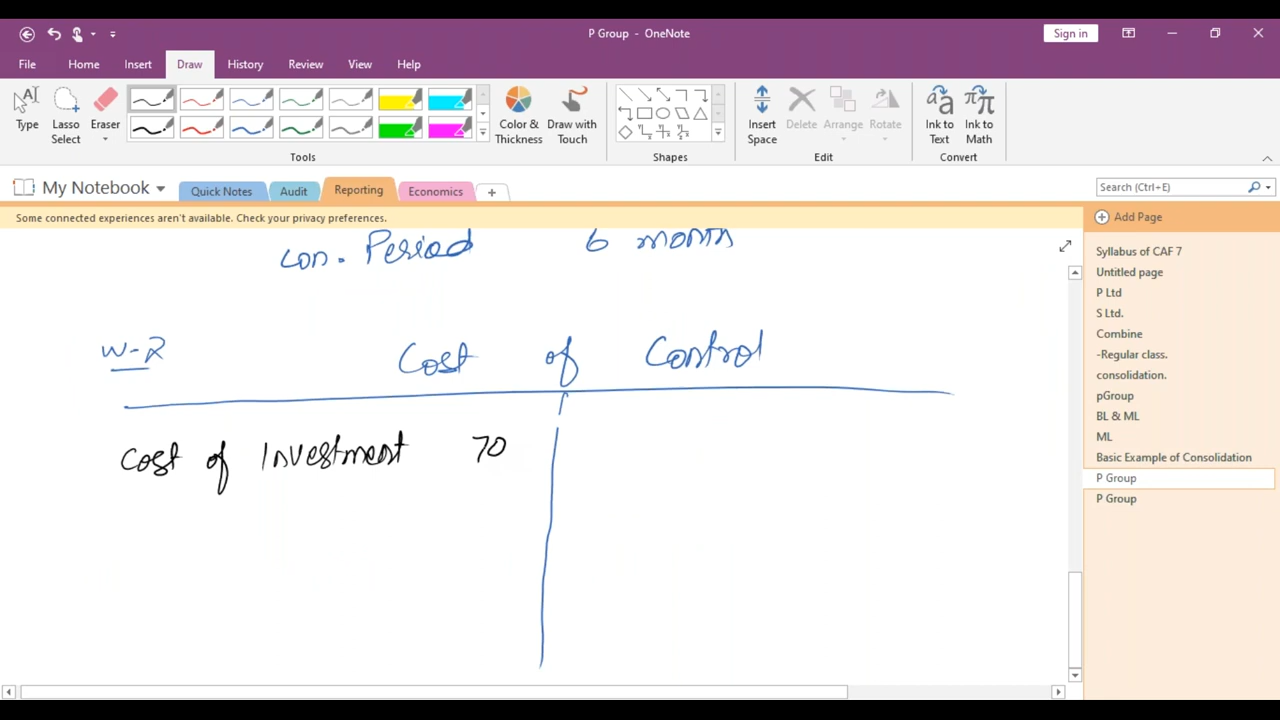 P Group - OneNote
Sign in
File Home Insert Draw History Review View Help
Type
Lasso Select
Eraser
Color & Thickness
Draw with Touch
Insert Space
Delete
Arrange
Rotate
Ink to Text
Ink to Math
Tools
Shapes
Edit
Convert
My Notebook
Quick Notes
Audit
Reporting
Economics
Search (Ctrl+E)
Some connected experiences aren't available. Check your privacy preferences.
Add Page
Syllabus of CAF 7
Untitled page
P Ltd
S Ltd.
Combine
-Regular class.
consolidation.
pGroup
BL & ML
ML
Basic Example of Consolidation
P Group
P Group
Con. Period 6 month
W-2 Cost of Control
Cost of Investment 70